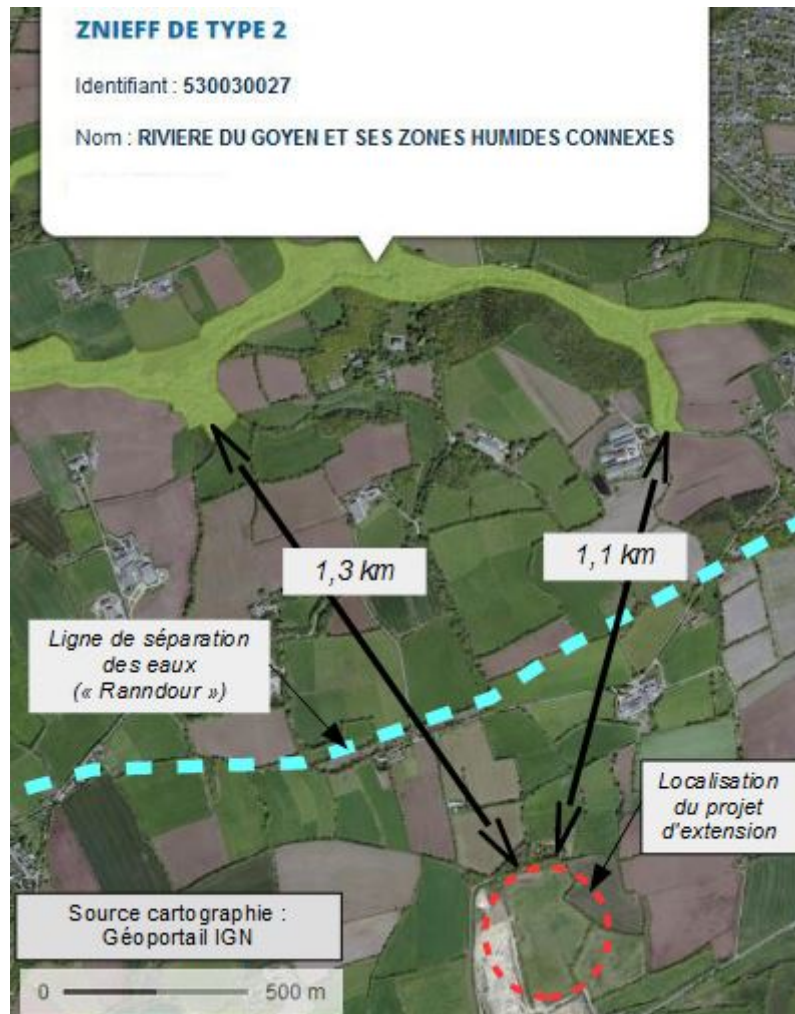 ZNIEFF DE TYPE 2
Identifiant : 530030027
Nom : RIVIERE DU GOYEN ET SES ZONES HUMIDES CONNEXES
1,3 km
1,1 km
Ligne de séparation
des eaux
(« Ranndour »)
Localisation
du projet
d'extension
Source cartographie :
Géoportail IGN
0
500 m